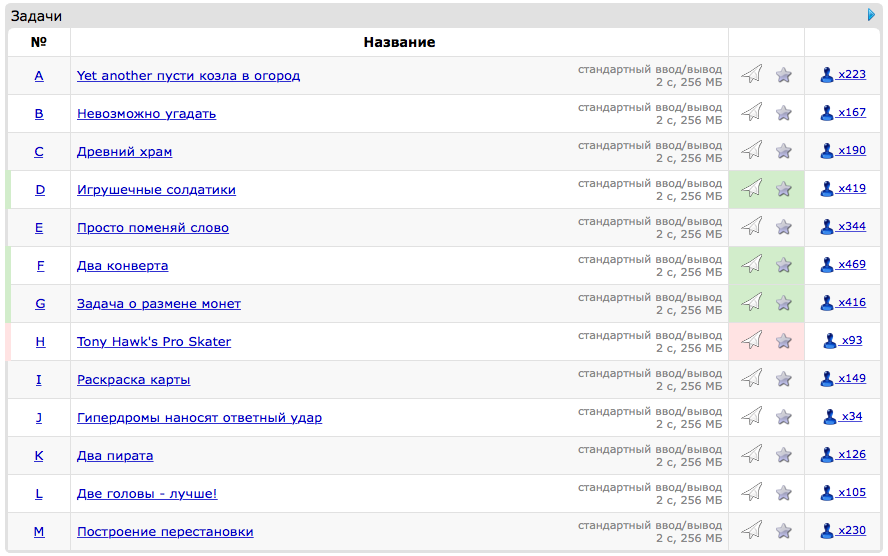 Задачи
№ Название
A Yet another пусти козла в огород стандартный ввод/вывод x223
2 с, 256 МБ
B Невозможно угадать стандартный ввод/вывод x167
2 с, 256 МБ
C Древний храм стандартный ввод/вывод x190
2 с, 256 МБ
D Игрушечные солдатики стандартный ввод/вывод x419
2 с, 256 МБ
E Просто поменяй слово стандартный ввод/вывод x344
2 с, 256 МБ
F Два конверта стандартный ввод/вывод x469
2 с, 256 МБ
G Задача о размене монет стандартный ввод/вывод x416
2 с, 256 МБ
H Tony Hawk's Pro Skater стандартный ввод/вывод x93
2 с, 256 МБ
I Раскраска карты стандартный ввод/вывод x149
2 с, 256 МБ
J Гипердромы наносят ответный удар стандартный ввод/вывод x34
2 с, 256 МБ
K Два пирата стандартный ввод/вывод x126
2 с, 256 МБ
L Две головы - лучше! стандартный ввод/вывод x105
2 с, 256 МБ
M Построение перестановки стандартный ввод/вывод x230
2 с, 256 МБ